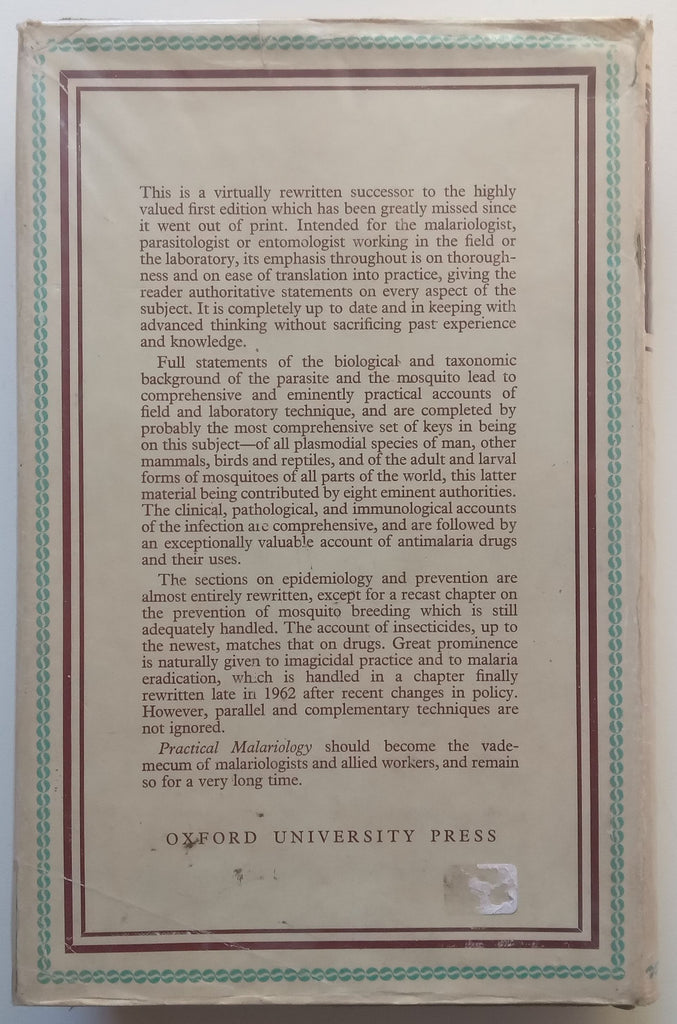 This is a virtually rewritten successor to the highly
valued first edition which has been greatly missed since
it went out of print. Intended for the malariologist,
parasitologist or entomologist working in the field or
the laboratory, its emphasis throughout is on thorough-
ness and on ease of translation into practice, giving the
reader authoritative statements on every aspect of the
subject. It is completely up to date and in keeping with
advanced thinking without sacrificing past experience
and knowledge.
Full statements of the biological and taxonomic
background of the parasite and the mosquito lead to
comprehensive and eminently practical accounts of
field and laboratory technique, and are completed by
probably the most comprehensive set of keys in being
on this subject—of all plasmodial species of man, other
mammals, birds and reptiles, and of the adult and larval
forms of mosquitoes of all parts of the world, this latter
material being contributed by eight eminent authorities.
The clinical, pathological, and immunological accounts
of the infection are comprehensive, and are followed by
an exceptionally valuable account of antimalaria drugs
and their uses.
The sections on epidemiology and prevention are
almost entirely rewritten, except for a recast chapter on
the prevention of mosquito breeding which is still
adequately handled. The account of insecticides, up to
the newest, matches that on drugs. Great prominence
is naturally given to imagicidal practice and to malaria
eradication, which is handled in a chapter finally
rewritten late in 1962 after recent changes in policy.
However, parallel and complementary techniques are
not ignored.
Practical Malariology should become the vade-
mecum of malariologists and allied workers, and remain
so for a very long time.
OXFORD UNIVERSITY PRESS